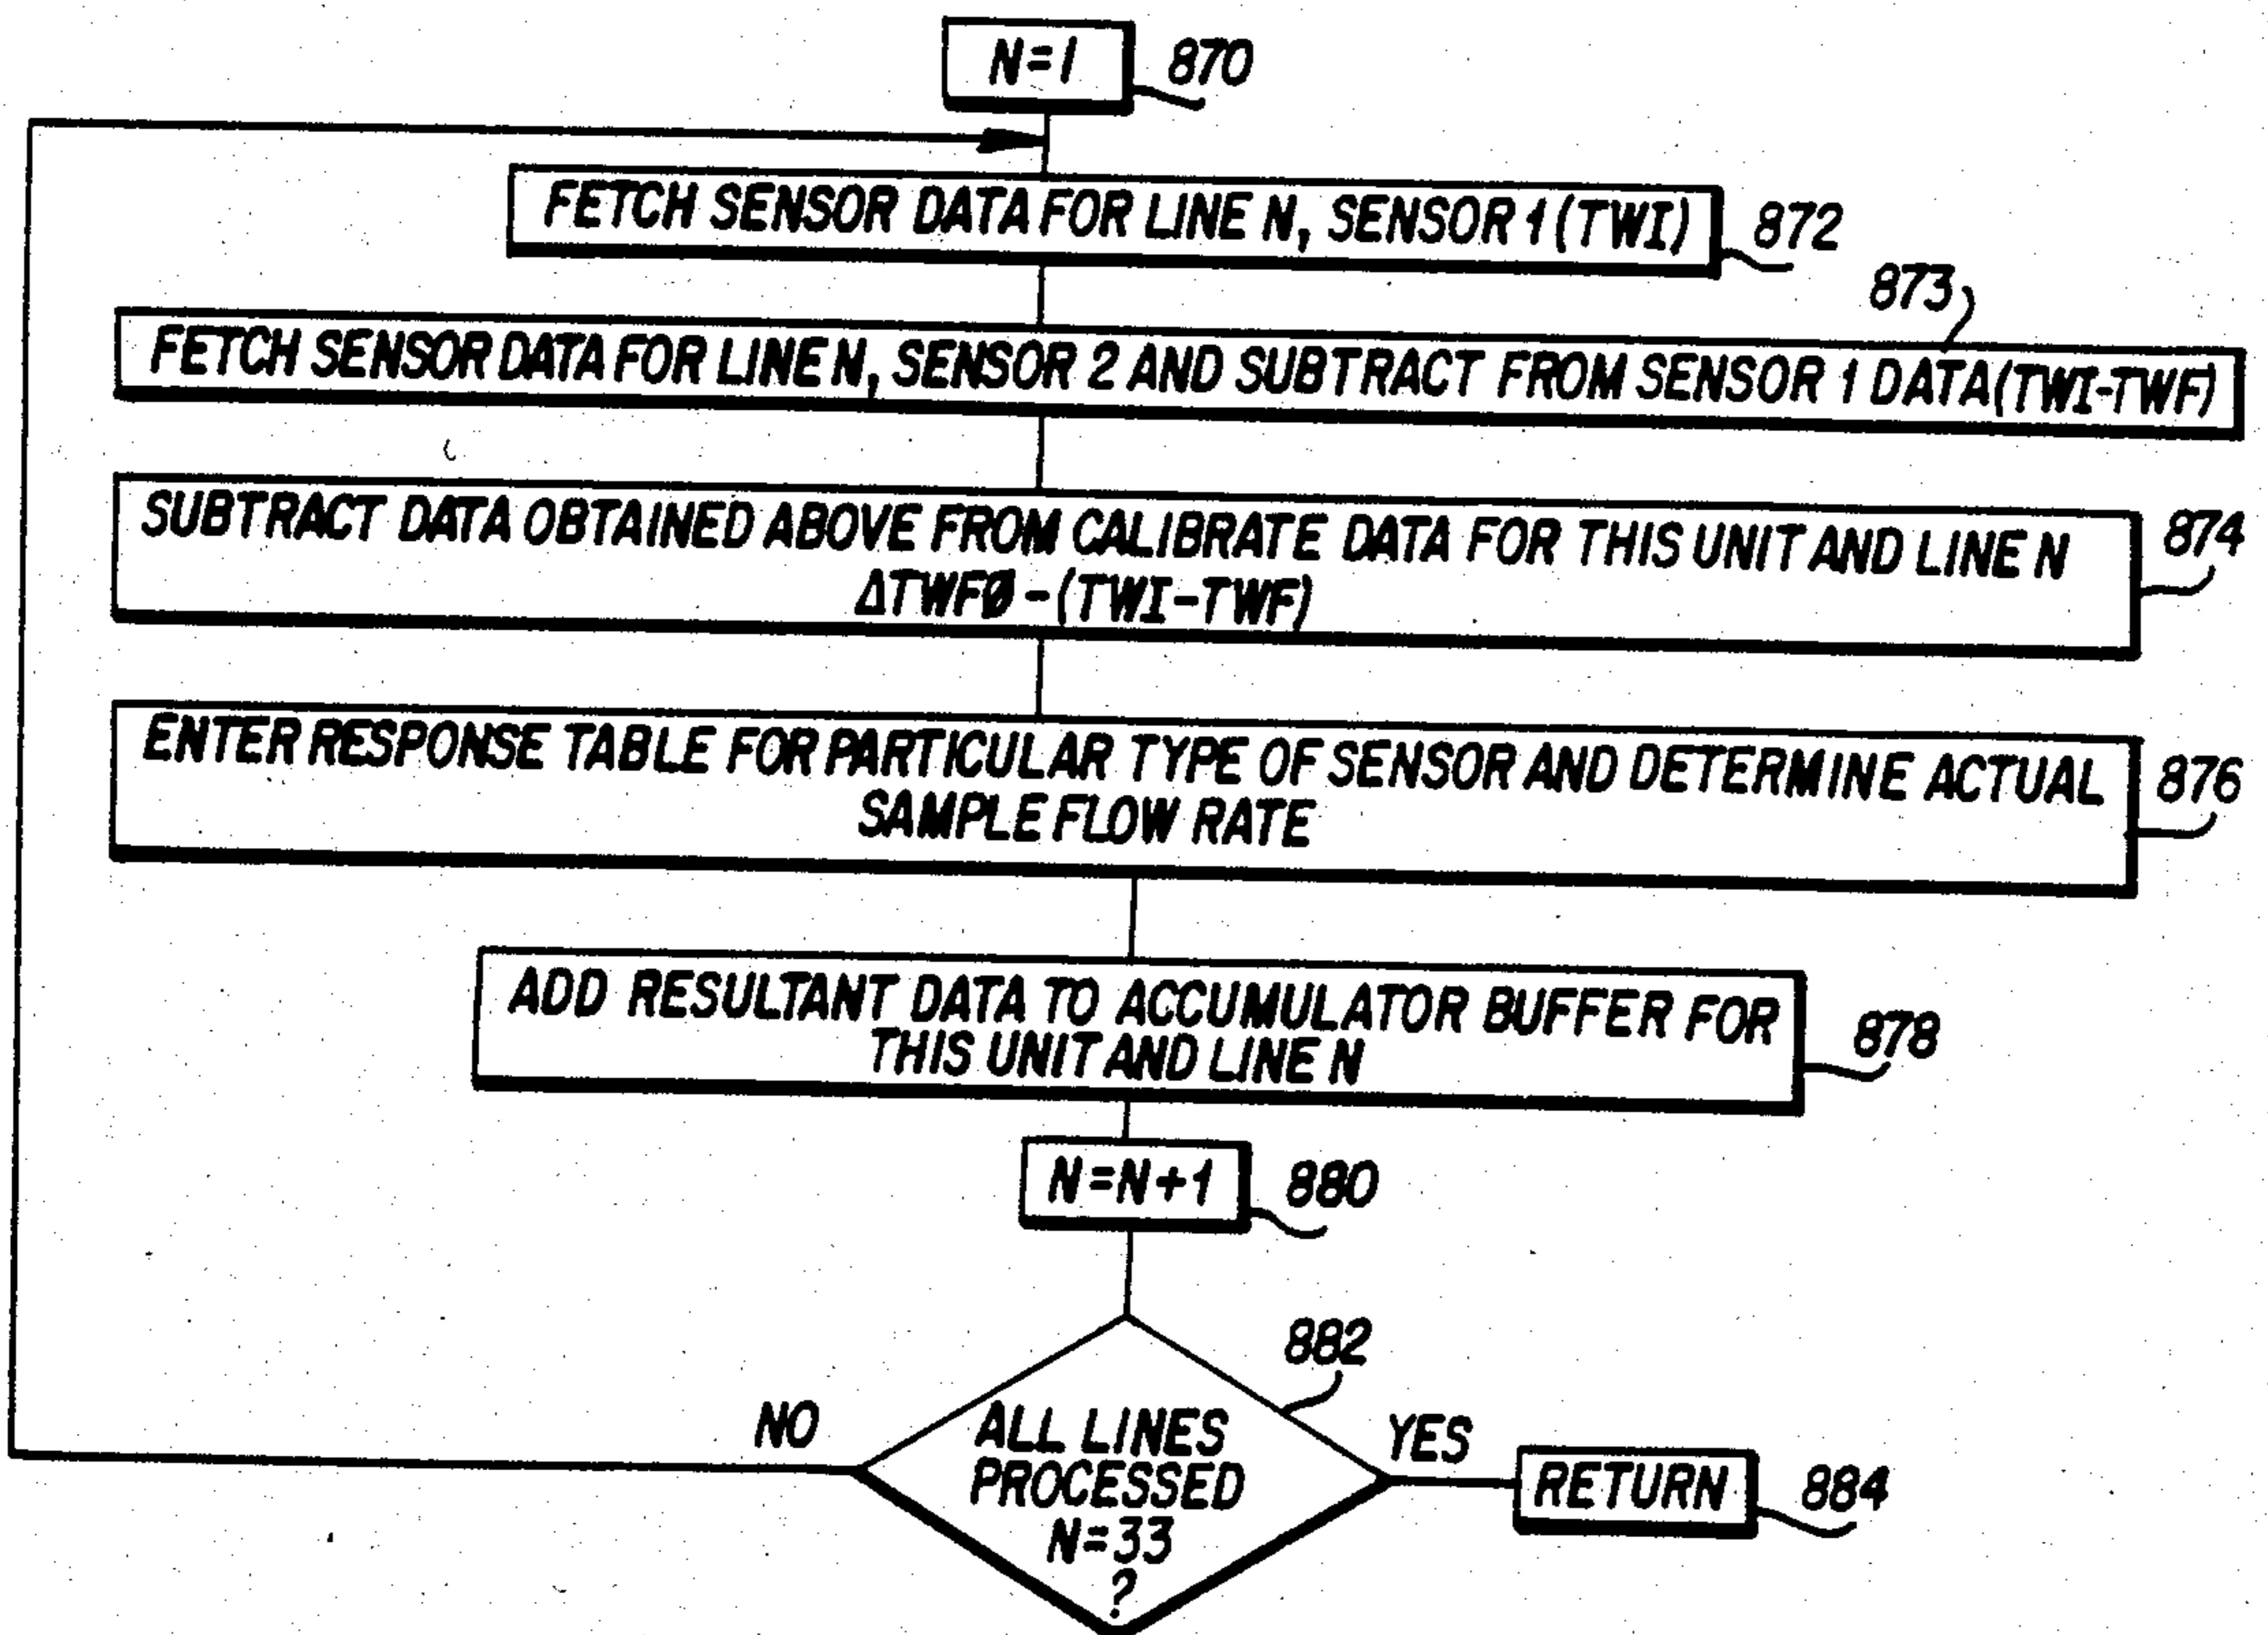 N=1 870
FETCH SENSOR DATA FOR LINE N, SENSOR 1 (TWI) 872
873
FETCH SENSOR DATA FOR LINE N, SENSOR 2 AND SUBTRACT FROM SENSOR 1 DATA (TWI-TWF)
SUBTRACT DATA OBTAINED ABOVE FROM CALIBRATE DATA FOR THIS UNIT AND LINE N 874
ΔTWFØ - (TWI-TWF)
ENTER RESPONSE TABLE FOR PARTICULAR TYPE OF SENSOR AND DETERMINE ACTUAL 876
SAMPLE FLOW RATE
ADD RESULTANT DATA TO ACCUMULATOR BUFFER FOR 878
THIS UNIT AND LINE N
N=N+1 880
882
NO
ALL LINES
PROCESSED
N=33
?
YES
RETURN 884